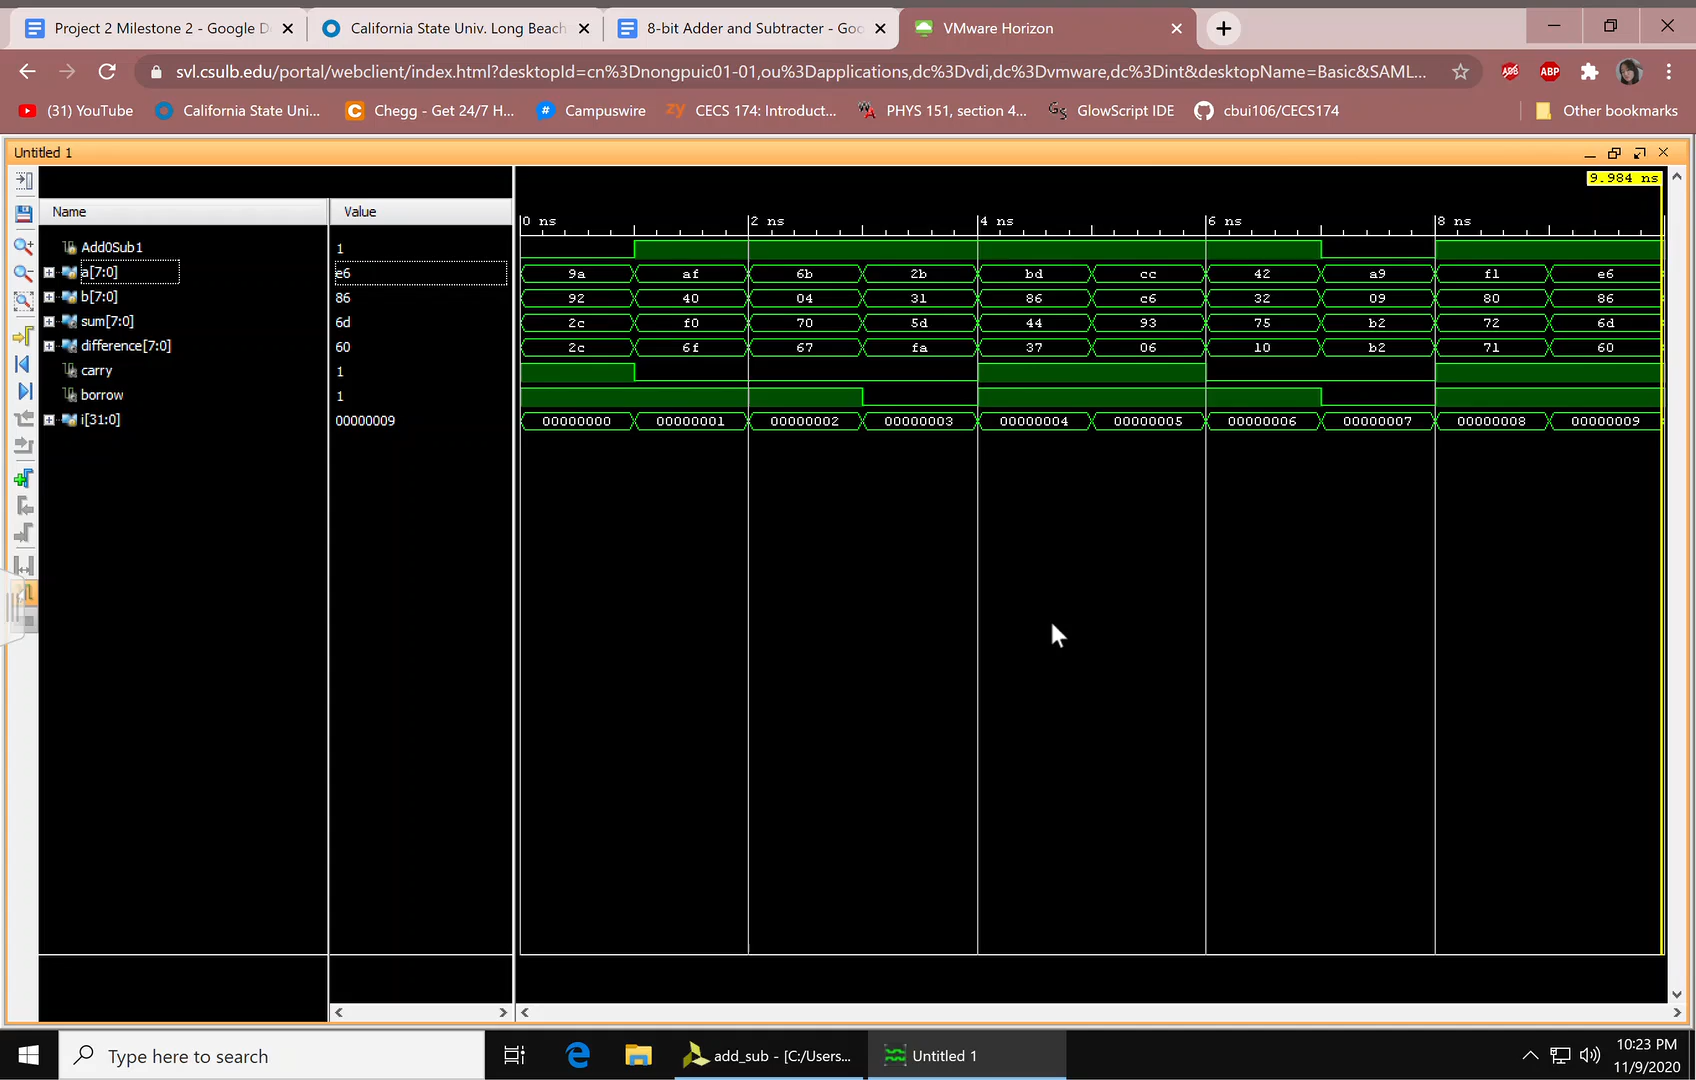 Project 2 Milestone 2 - Google D
California State Univ. Long Beach
8-bit Adder and Subtracter - Goo
VMware Horizon
svl.csulb.edu/portal/webclient/index.html?desktopId=cn%3Dnongpuic01-01,ou%3Dapplications,dc%3Dvdi,dc%3Dvmware,dc%3Dint&desktopName=Basic&SAML...
ABP
(31) YouTube
California State Uni...
Chegg - Get 24/7 H...
Campuswire
CECS 174: Introduct...
PHYS 151, section 4...
GlowScript IDE
cbui106/CECS174
Other bookmarks
Untitled 1
9.984 ns
Name Value
0 ns 2 ns 4 ns 6 ns 8 ns
Add0Sub1 1
a[7:0] e6 9a af 6b 2b bd cc 42 a9 f1 e6
b[7:0] 86 92 40 04 31 86 c6 32 09 80 86
sum[7:0] 6d 2c f0 70 5d 44 93 75 b2 72 6d
difference[7:0] 60 2c 6f 67 fa 37 06 10 b2 71 60
carry 1
borrow 1
i[31:0] 00000009 00000000 00000001 00000002 00000003 00000004 00000005 00000006 00000007 00000008 00000009
Type here to search
add_sub - [C:/Users...
Untitled 1
10:23 PM
11/9/2020